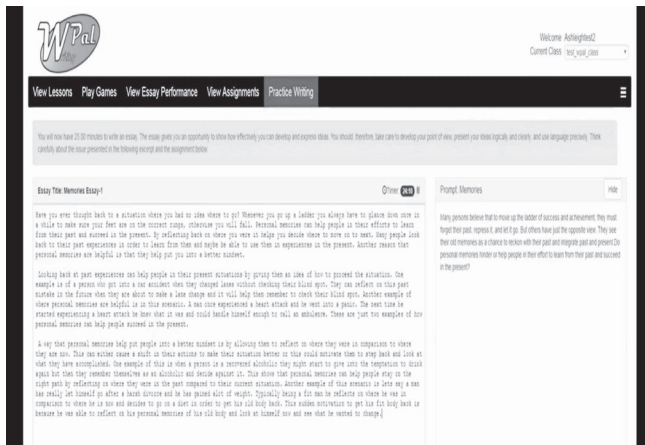 WPal
Writing
Welcome Ashleightest2
Current Class test_wpal_class
View Lessons Play Games View Essay Performance View Assignments Practice Writing
You will now have 25:00 minutes to write an essay. The essay gives you an opportunity to show how effectively you can develop and express ideas. You should, therefore, take care to develop your point of view, present your ideas logically and clearly, and use language precisely. Think
carefully about the issue presented in the following excerpt and the assignment below.
Essay Title: Memories Essay-1
Timer 24:10
Have you ever thought back to a situation where you had no idea where to go? Whenever you go up a ladder you always have to glance down once in
a while to make sure your feet are on the correct rungs, otherwise you will fall. Personal memories can help people in their efforts to learn
from their past and succeed in the present. By reflecting back on where you were it helps you decide where to move on to next. Many people look
back to their past experiences in order to learn from them and maybe be able to use them in experiences in the present. Another reason that
personal memories are helpful is that they help put you into a better mindset.
Looking back at past experiences can help people in their present situations by giving them an idea of how to proceed the situation. One
example is of a person who got into a car accident when they changed lanes without checking their blind spot. They can reflect on this past
mistake in the future when they are about to make a late change and it will help them remember to check their blind spot. Another example of
where personal memories are helpful is in this scenario. A man once experienced a heart attack and he went into a panic. The next time he
started experiencing a heart attack he knew what it was and could handle himself enough to call an ambulance. These are just two examples of how
personal memories can help people succeed in the present.
A way that personal memories help put people into a better mindset is by allowing them to reflect on where they were in comparison to where
they are now. This can either cause a shift in their actions to make their situation better or this could motivate them to step back and look at
what they have accomplished. One example of this is when a person is a recovered alcoholic they might start to give into the temptation to drink
again but then they remember themselves as an alcoholic and decide against it. This show that personal memories can help people stay on the
right path by reflecting on where they were in the past compared to their current situation. Another example of this scenario is lets say a man
has really let himself go after a harsh divorce and he has gained alot of weight. Typically being a fit man he reflects on where he was in
comparison to where he is now and decides to go on a diet in order to get his old body back. This sudden motivation to get his fit body back is
because he was able to reflect on his personal memories of his old body and look at himself now and see what he wanted to change.
Prompt: Memories
Hide
Many persons believe that to move up the ladder of success and achievement, they must
forget their past, repress it, and let it go. But others have just the opposite view. They see
their old memories as a chance to reckon with their past and integrate past and present.Do
personal memories hinder or help people in their effort to learn from their past and succeed
in the present?